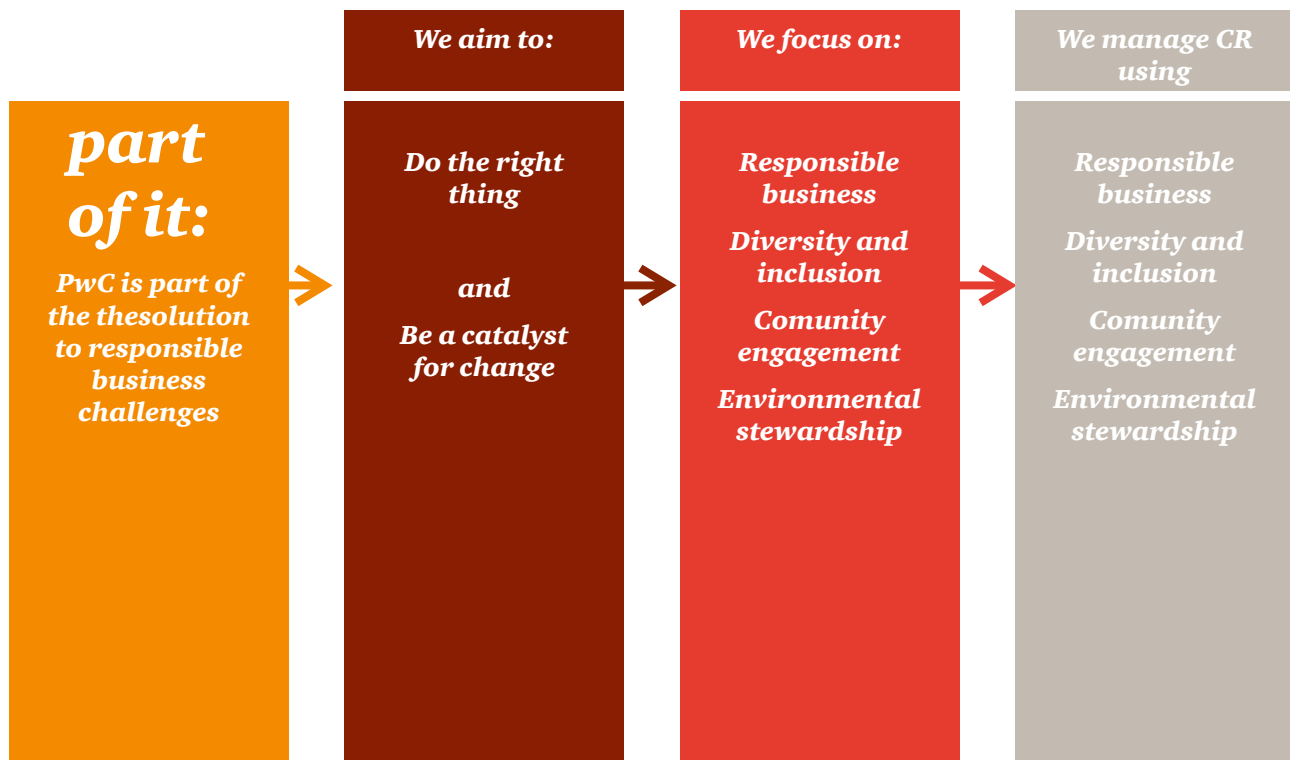 part
of it:
PwC is part of
the thesolution
to responsible
business
challenges
We aim to:
Do the right
thing
and
Be a catalyst
for change
We focus on:
Responsible
business
Diversity and
inclusion
Comunity
engagement
Environmental
stewardship
We manage CR
using
Responsible
business
Diversity and
inclusion
Comunity
engagement
Environmental
stewardship